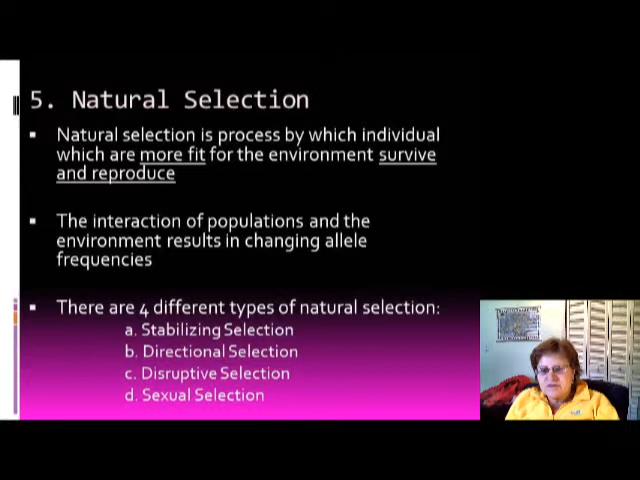 5. Natural Selection
▪ Natural selection is process by which individual
which are more fit for the environment survive
and reproduce
▪ The interaction of populations and the
environment results in changing allele
frequencies
▪ There are 4 different types of natural selection:
a. Stabilizing Selection
b. Directional Selection
c. Disruptive Selection
d. Sexual Selection